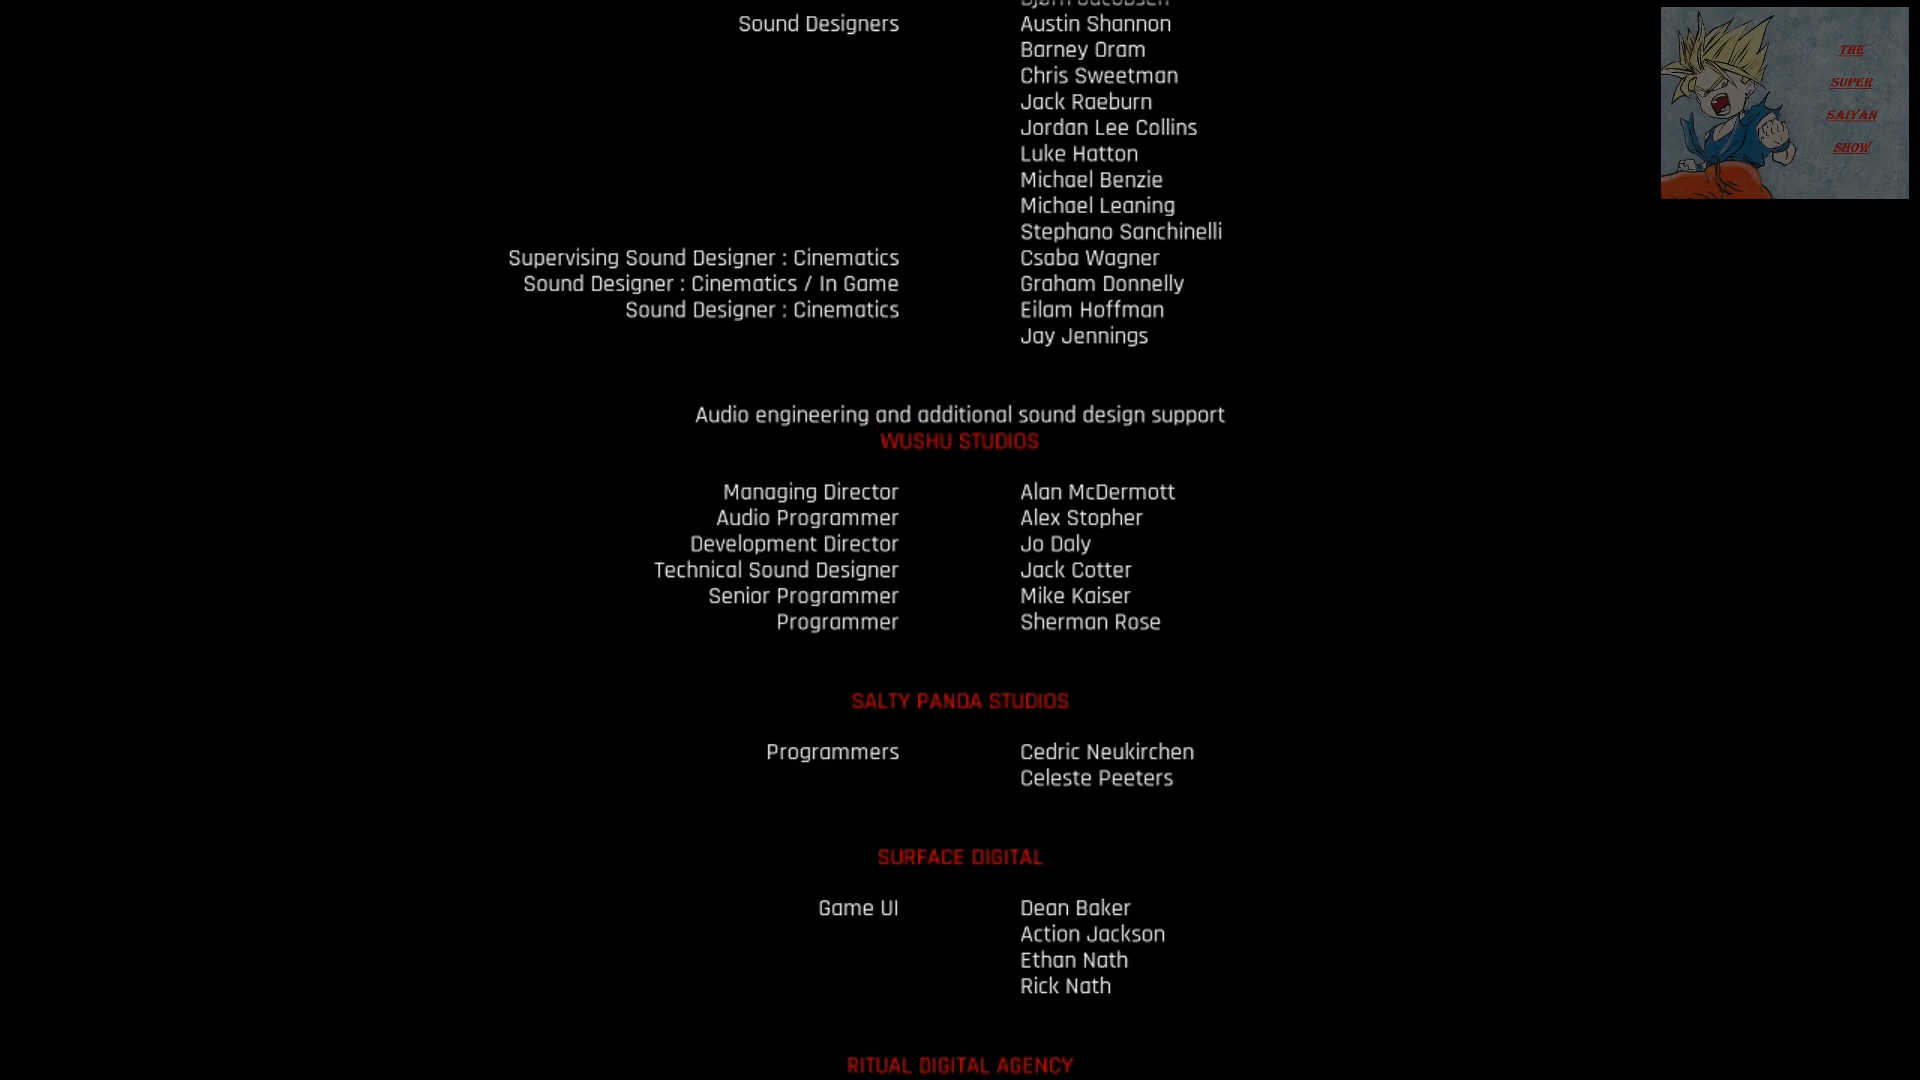 Sound Designers Austin Shannon
Barney Oram
Chris Sweetman
Jack Raeburn
Jordan Lee Collins
Luke Hatton
Michael Benzie
Michael Leaning
Stephano Sanchinelli
Supervising Sound Designer : Cinematics Csaba Wagner
Sound Designer : Cinematics / In Game Graham Donnelly
Sound Designer : Cinematics Eilam Hoffman
Jay Jennings
Audio engineering and additional sound design support
WUSHU STUDIOS
Managing Director Alan McDermott
Audio Programmer Alex Stopher
Development Director Jo Daly
Technical Sound Designer Jack Cotter
Senior Programmer Mike Kaiser
Programmer Sherman Rose
SALTY PANDA STUDIOS
Programmers Cedric Neukirchen
Celeste Peeters
SURFACE DIGITAL
Game UI Dean Baker
Action Jackson
Ethan Nath
Rick Nath
RITUAL DIGITAL AGENCY
THE
SUPER
SAIYAN
SHOW